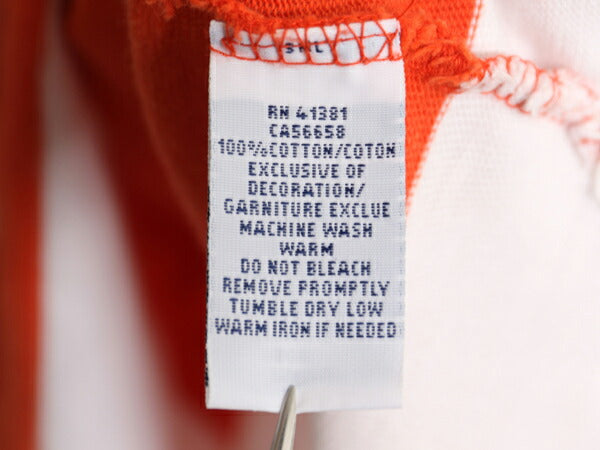 RN 41381
CA56658
100%COTTON/COTON
EXCLUSIVE OF
DECORATION/
GARNITURE EXCLUE
MACHINE WASH
WARM
DO NOT BLEACH
REMOVE PROMPTLY
TUMBLE DRY LOW
WARM IRON IF NEEDED